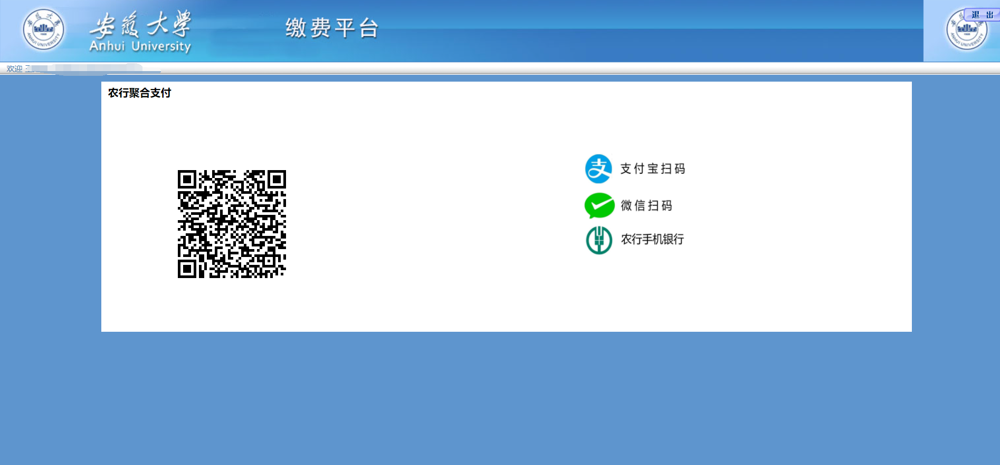 安徽大学
Anhui University
缴费平台
退 出
欢迎
农行聚合支付
支付宝扫码
微信扫码
农行手机银行